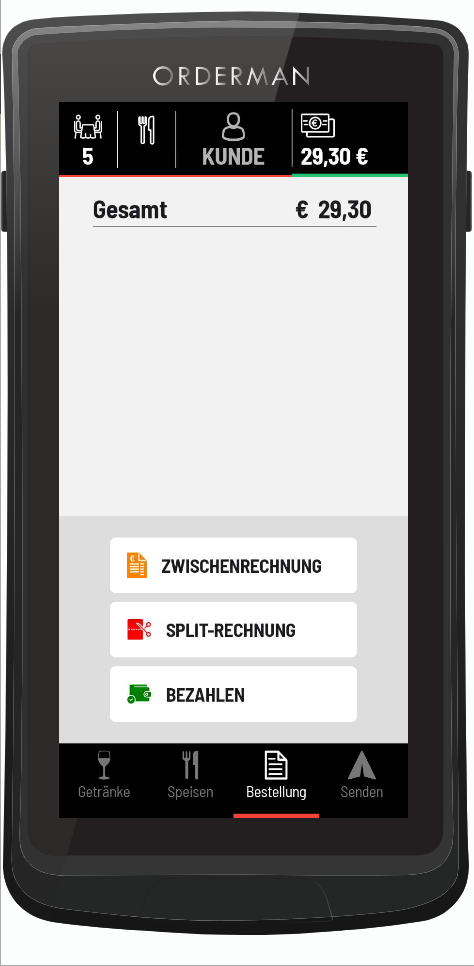 ORDERMAN
5
KUNDE
29,30 €
Gesamt € 29,30
ZWISCHENRECHNUNG
SPLIT-RECHNUNG
BEZAHLEN
Getränke Speisen Bestellung Senden